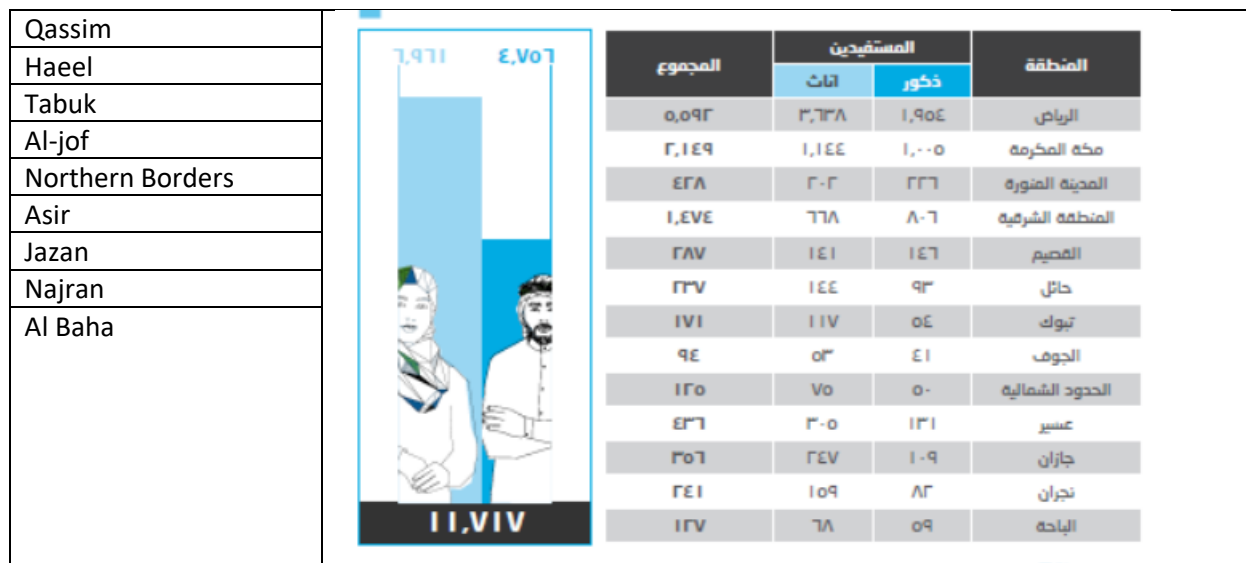 Qassim
Haeel
Tabuk
Al-jof
Northern Borders
Asir
Jazan
Najran
Al Baha
المنطقة المستفيدين المجموع
ذكور اناث
الرياض ١,٩٥٤ ٣,٦٣٨ ٥,٥٩٢
مكة المكرمة ١,٠٠٥ ١,١٤٤ ٢,١٤٩
المدينة المنورة ٢٢٦ ٢٠٢ ٤٢٨
المنطقة الشرقية ٨٠٦ ٦٦٨ ١,٤٧٤
القصيم ١٤٦ ١٤١ ٢٨٧
حائل ٩٣ ١٤٤ ٢٣٧
تبوك ٥٤ ١١٧ ١٧١
الجوف ٤١ ٥٣ ٩٤
الحدود الشمالية ٥٠ ٧٥ ١٢٥
عسير ١٣١ ٣٠٥ ٤٣٦
جازان ١٠٩ ٢٤٧ ٣٥٦
نجران ٨٢ ١٥٩ ٢٤١
الباحة ٥٩ ٦٨ ١٢٧
٤,٧٥٦ ٦,٩٦١
١١,٧١٧